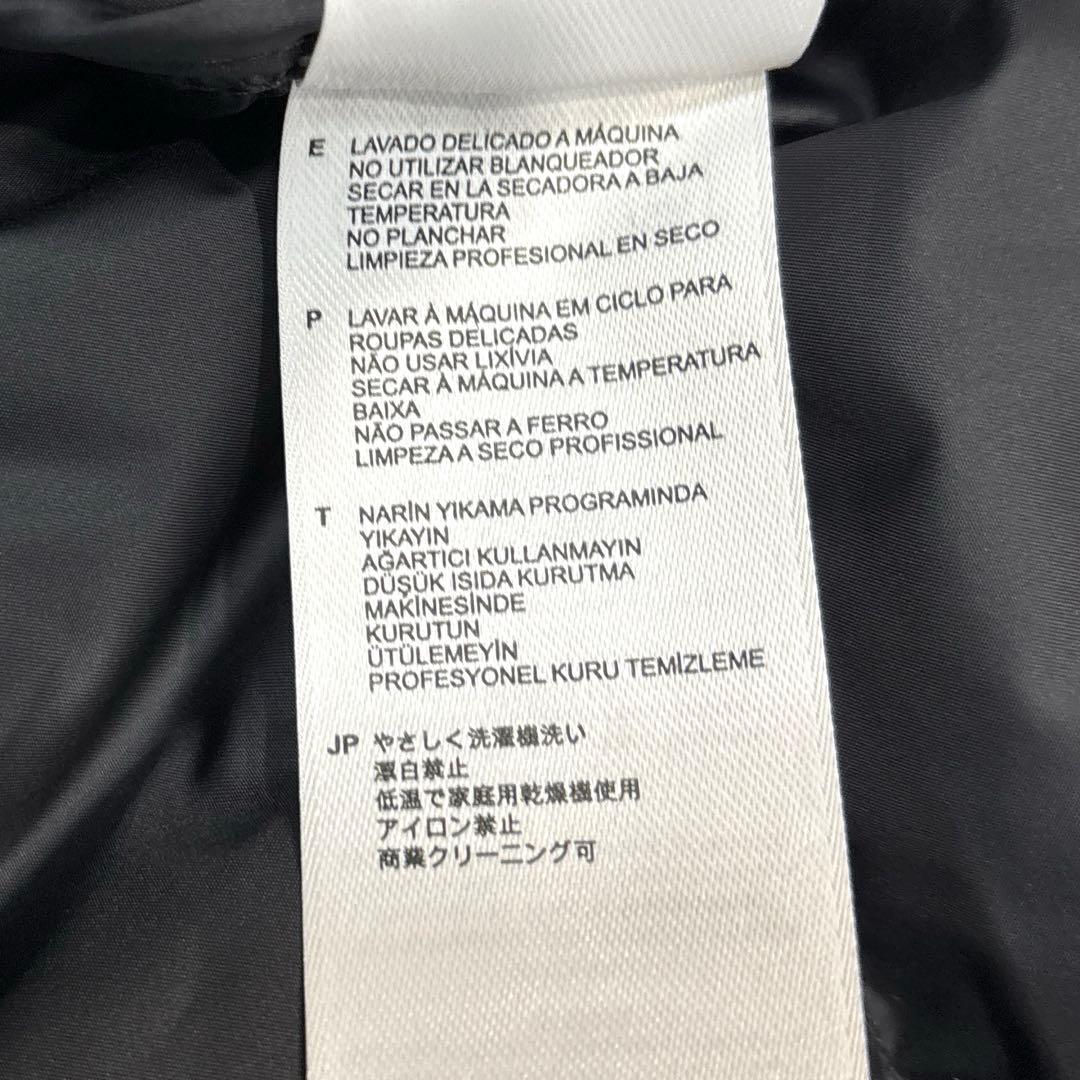 E LAVADO DELICADO A MÁQUINA
NO UTILIZAR BLANQUEADOR
SECAR EN LA SECADORA A BAJA
TEMPERATURA
NO PLANCHAR
LIMPIEZA PROFESIONAL EN SECO
P LAVAR À MÁQUINA EM CICLO PARA
ROUPAS DELICADAS
NÃO USAR LIXÍVIA
SECAR À MÁQUINA A TEMPERATURA
BAIXA
NÃO PASSAR A FERRO
LIMPEZA A SECO PROFISSIONAL
T NARİN YIKAMA PROGRAMINDA
YIKAYIN
AĞARTICI KULLANMAYIN
DÜŞÜK ISIDA KURUTMA
MAKİNESİNDE
KURUTUN
ÜTÜLEMEYİN
PROFESYONEL KURU TEMİZLEME
JP やさしく洗濯機洗い
漂白禁止
低温で家庭用乾燥機使用
アイロン禁止
商業クリーニング可